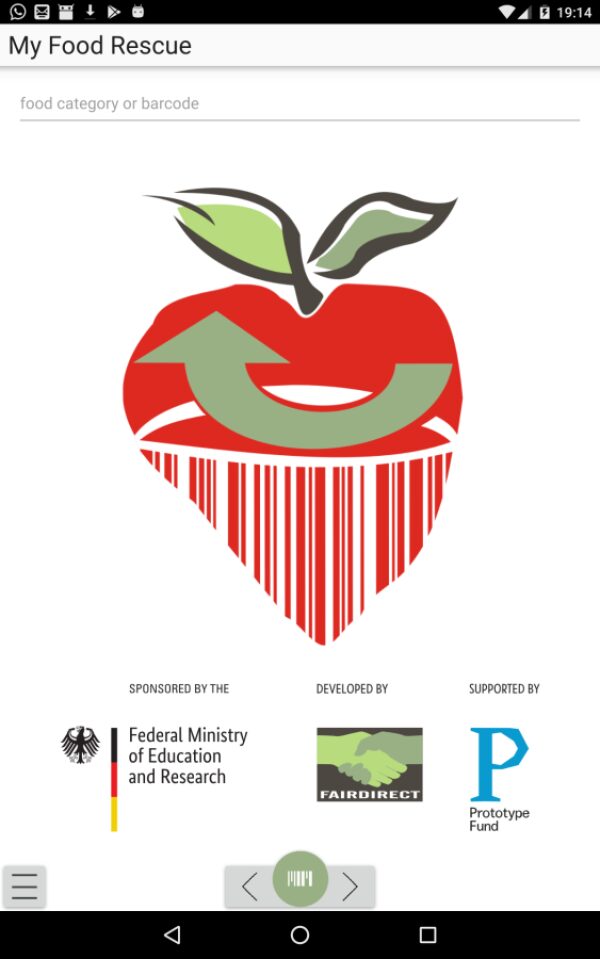 19:14
My Food Rescue
food category or barcode
SPONSORED BY THE
DEVELOPED BY
SUPPORTED BY
Federal Ministry
of Education
and Research
FAIRDIRECT
Prototype
Fund